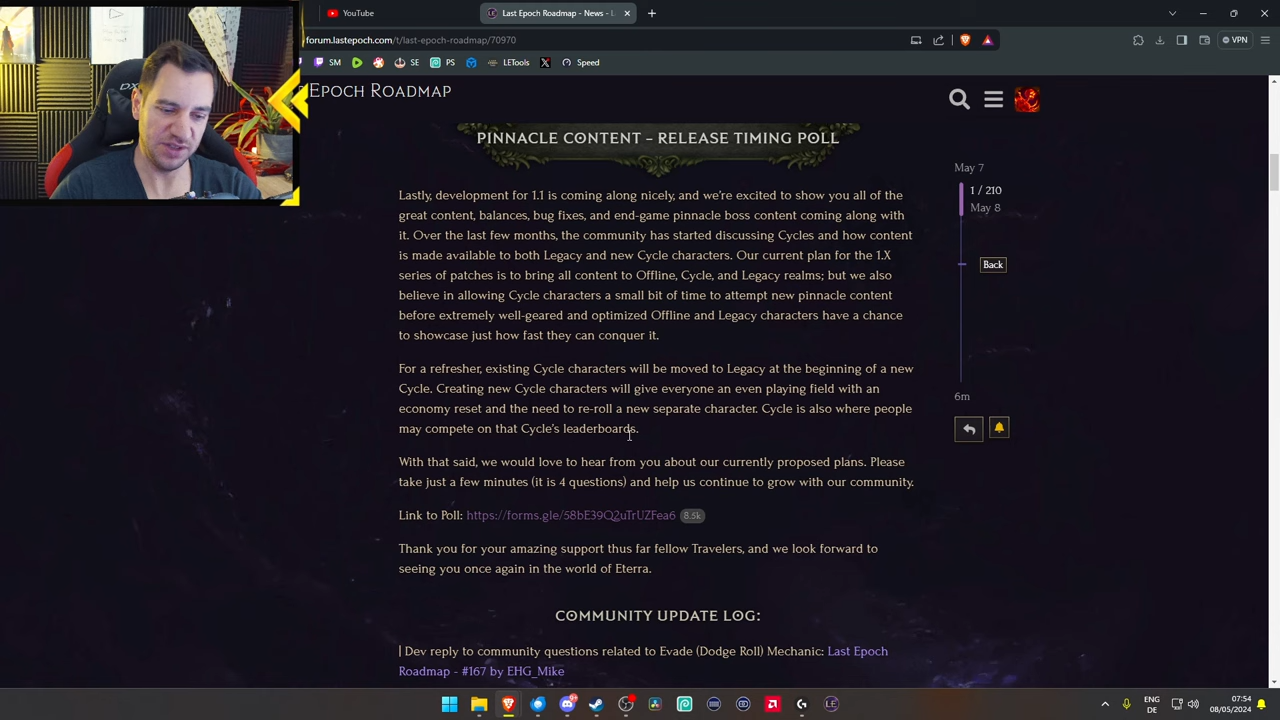 YouTube
Last Epoch Roadmap - News - L
forum.lastepoch.com/t/last-epoch-roadmap/70970
VPN
3M
PS
Tools
Speed
DX
Epoch Roadmap
PINNACLE CONTENT – RELEASE TIMING POLL
May 7
1 / 210
May 8
Back
6m
Lastly, development for 1.1 is coming along nicely, and we are excited to show you all of the
great content, balances, bug fixes, and end-game pinnacle boss content coming along with
it. Over the last few months, the community has started discussing Cycles and how content
is made available to both Legacy and new Cycle characters. Our current plan for the 1.X
series of patches is to bring all content to Offline, Cycle, and Legacy realms; but we also
believe in allowing Cycle characters a small bit of time to attempt new pinnacle content
before extremely well-geared and optimized Offline and Legacy characters have a chance
to showcase just how fast they can conquer it.
For a refresher, existing Cycle characters will be moved to Legacy at the beginning of a new
Cycle. Creating new Cycle characters will give everyone an even playing field with an
economy reset and the need to re-roll a new separate character. Cycle is also where people
may compete on that Cycle's leaderboards.
With that said, we would love to hear from you about our currently proposed plans. Please
take just a few minutes (it is 4 questions) and help us continue to grow with our community.
Link to Poll: https://forms.gle/58bE39Q2uTrUZFea6 8.5k
Thank you for your amazing support thus far fellow Travelers, and we look forward to
seeing you once again in the world of Eterra.
COMMUNITY UPDATE LOG:
| Dev reply to community questions related to Evade (Dodge Roll) Mechanic: Last Epoch
Roadmap - #167 by EHG_Mike
ENG
DE
07:54
08/05/2024